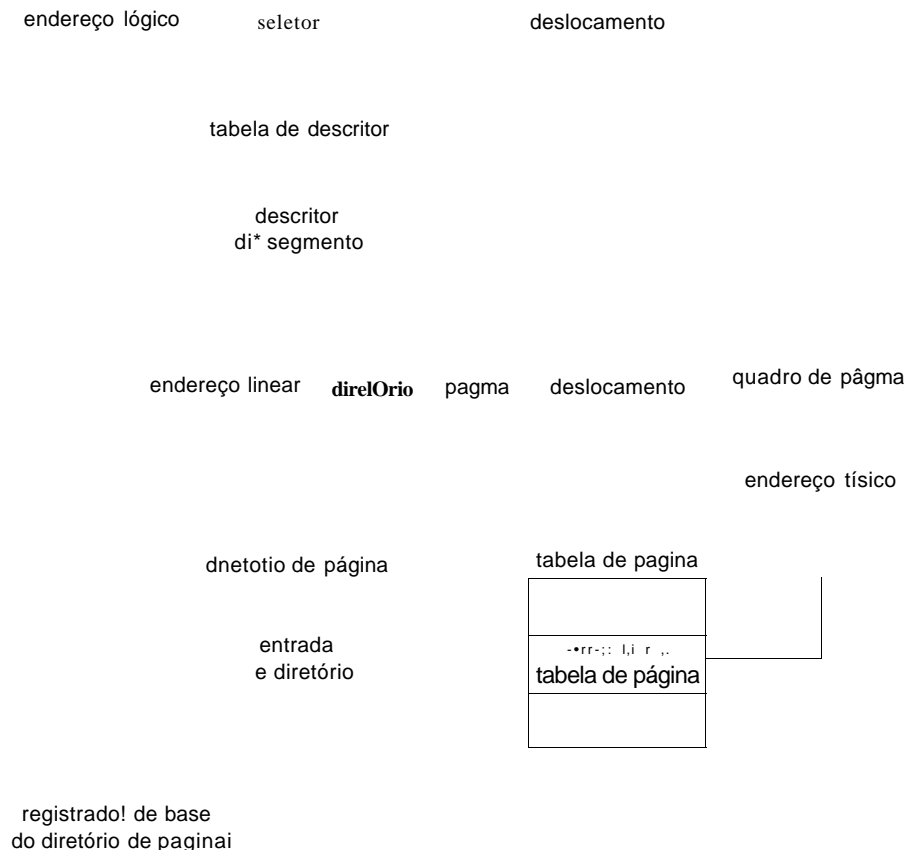 endereço lógico seletor deslocamento
tabela de descritor
descritor
di* segmento
endereço linear direlOrio pagma deslocamento quadro de pâgma
endereço tísico
dnetotio de página tabela de pagina
entrada
e diretório
-•rr-;: l,i r ,.
tabela de página
registrado! de base
do diretório de paginai